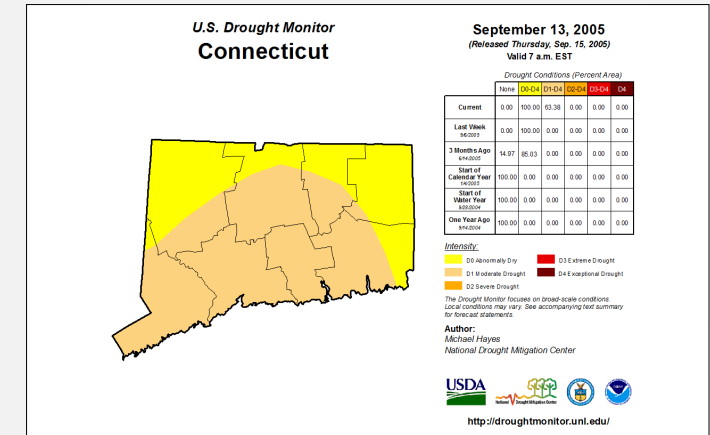 U.S. Drought Monitor
Connecticut
September 13, 2005
(Released Thursday, Sep. 15, 2005)
Valid 7 a.m. EST
Drought Conditions (Percent Area)
None D0-D4 D1-D4 D2-D4 D3-D4 D4
Current 0.00 100.00 63.38 0.00 0.00 0.00
Last Week 0.00 100.00 0.00 0.00 0.00 0.00
9/6/2005
3 Months Ago 14.97 85.03 0.00 0.00 0.00 0.00
6/14/2005
Start of
Calendar Year 100.00 0.00 0.00 0.00 0.00 0.00
1/4/2005
Start of
Water Year 100.00 0.00 0.00 0.00 0.00 0.00
9/28/2004
One Year Ago 100.00 0.00 0.00 0.00 0.00 0.00
9/14/2004
Intensity:
D0 Abnormally Dry
D1 Moderate Drought
D2 Severe Drought
D3 Extreme Drought
D4 Exceptional Drought
The Drought Monitor focuses on broad-scale conditions.
Local conditions may vary. See accompanying text summary
for forecast statements.
Author:
Michael Hayes
National Drought Mitigation Center
USDA
National Drought Mitigation Center
http://droughtmonitor.unl.edu/